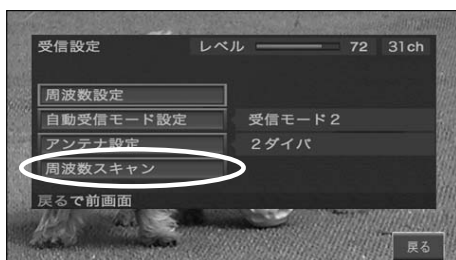 受信設定 レベル 72 31ch
周波数設定
自動受信モード設定 受信モード2
アンテナ設定 2ダイバ
周波数スキャン
戻るで前画面
戻る